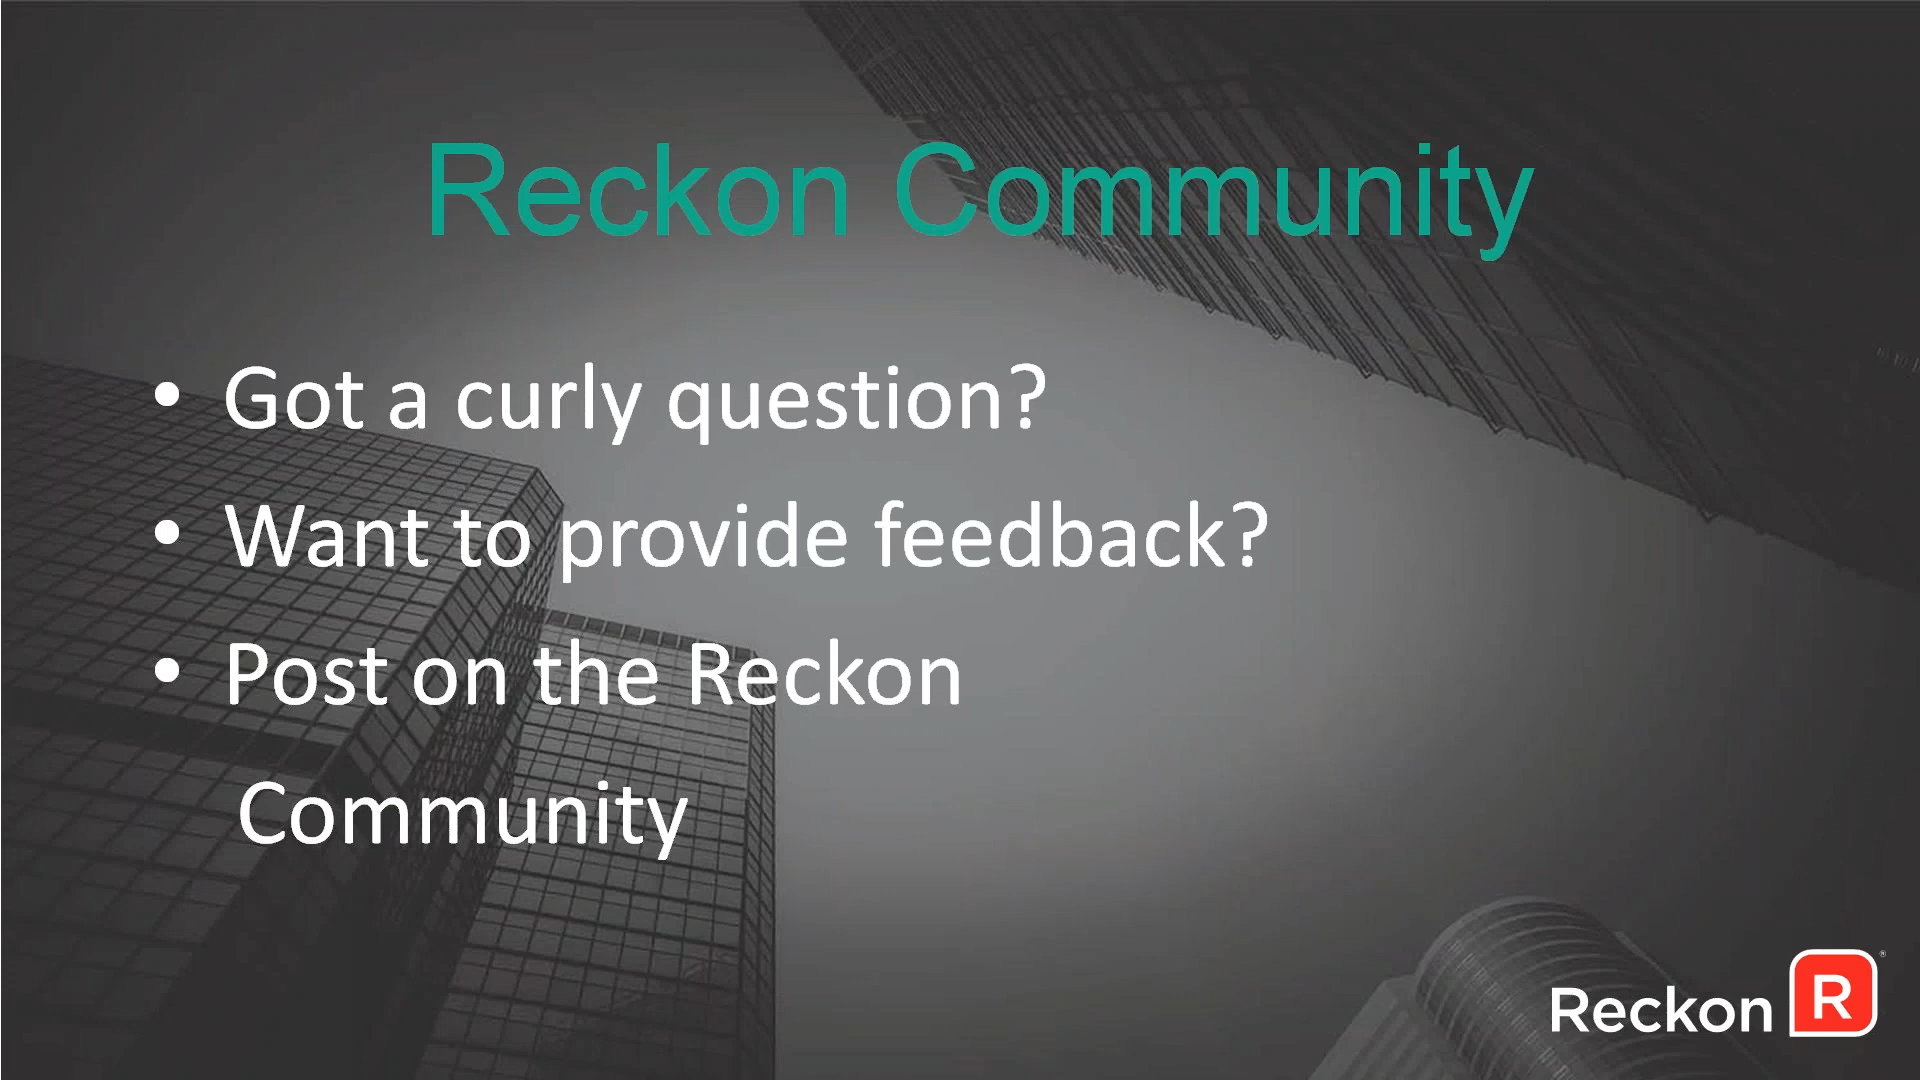 Reckon Community
• Got a curly question?
• Want to provide feedback?
• Post on the Reckon
Community
Reckon R®